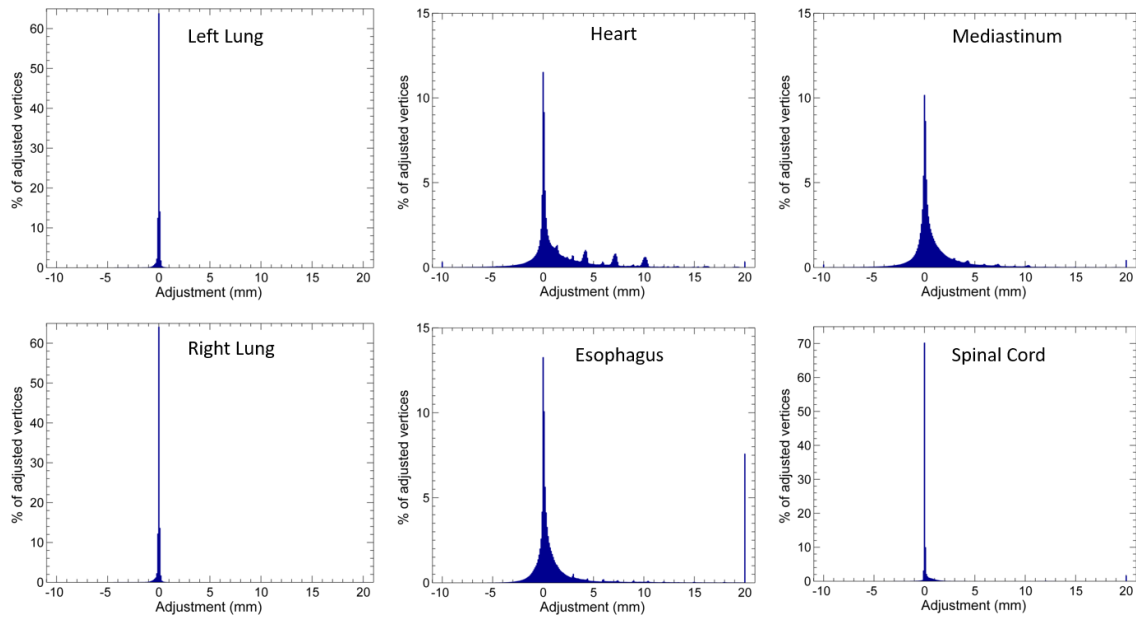 Left Lung
% of adjusted vertices
60
50
40
30
20
10
0
-10 -5 0 5 10 15 20
Adjustment (mm)
Heart
% of adjusted vertices
15
10
5
0
-10 -5 0 5 10 15 20
Adjustment (mm)
Mediastinum
% of adjusted vertices
15
10
5
0
-10 -5 0 5 10 15 20
Adjustment (mm)
Right Lung
% of adjusted vertices
60
50
40
30
20
10
0
-10 -5 0 5 10 15 20
Adjustment (mm)
Esophagus
% of adjusted vertices
15
10
5
0
-10 -5 0 5 10 15 20
Adjustment (mm)
Spinal Cord
% of adjusted vertices
70
60
50
40
30
20
10
0
-10 -5 0 5 10 15 20
Adjustment (mm)